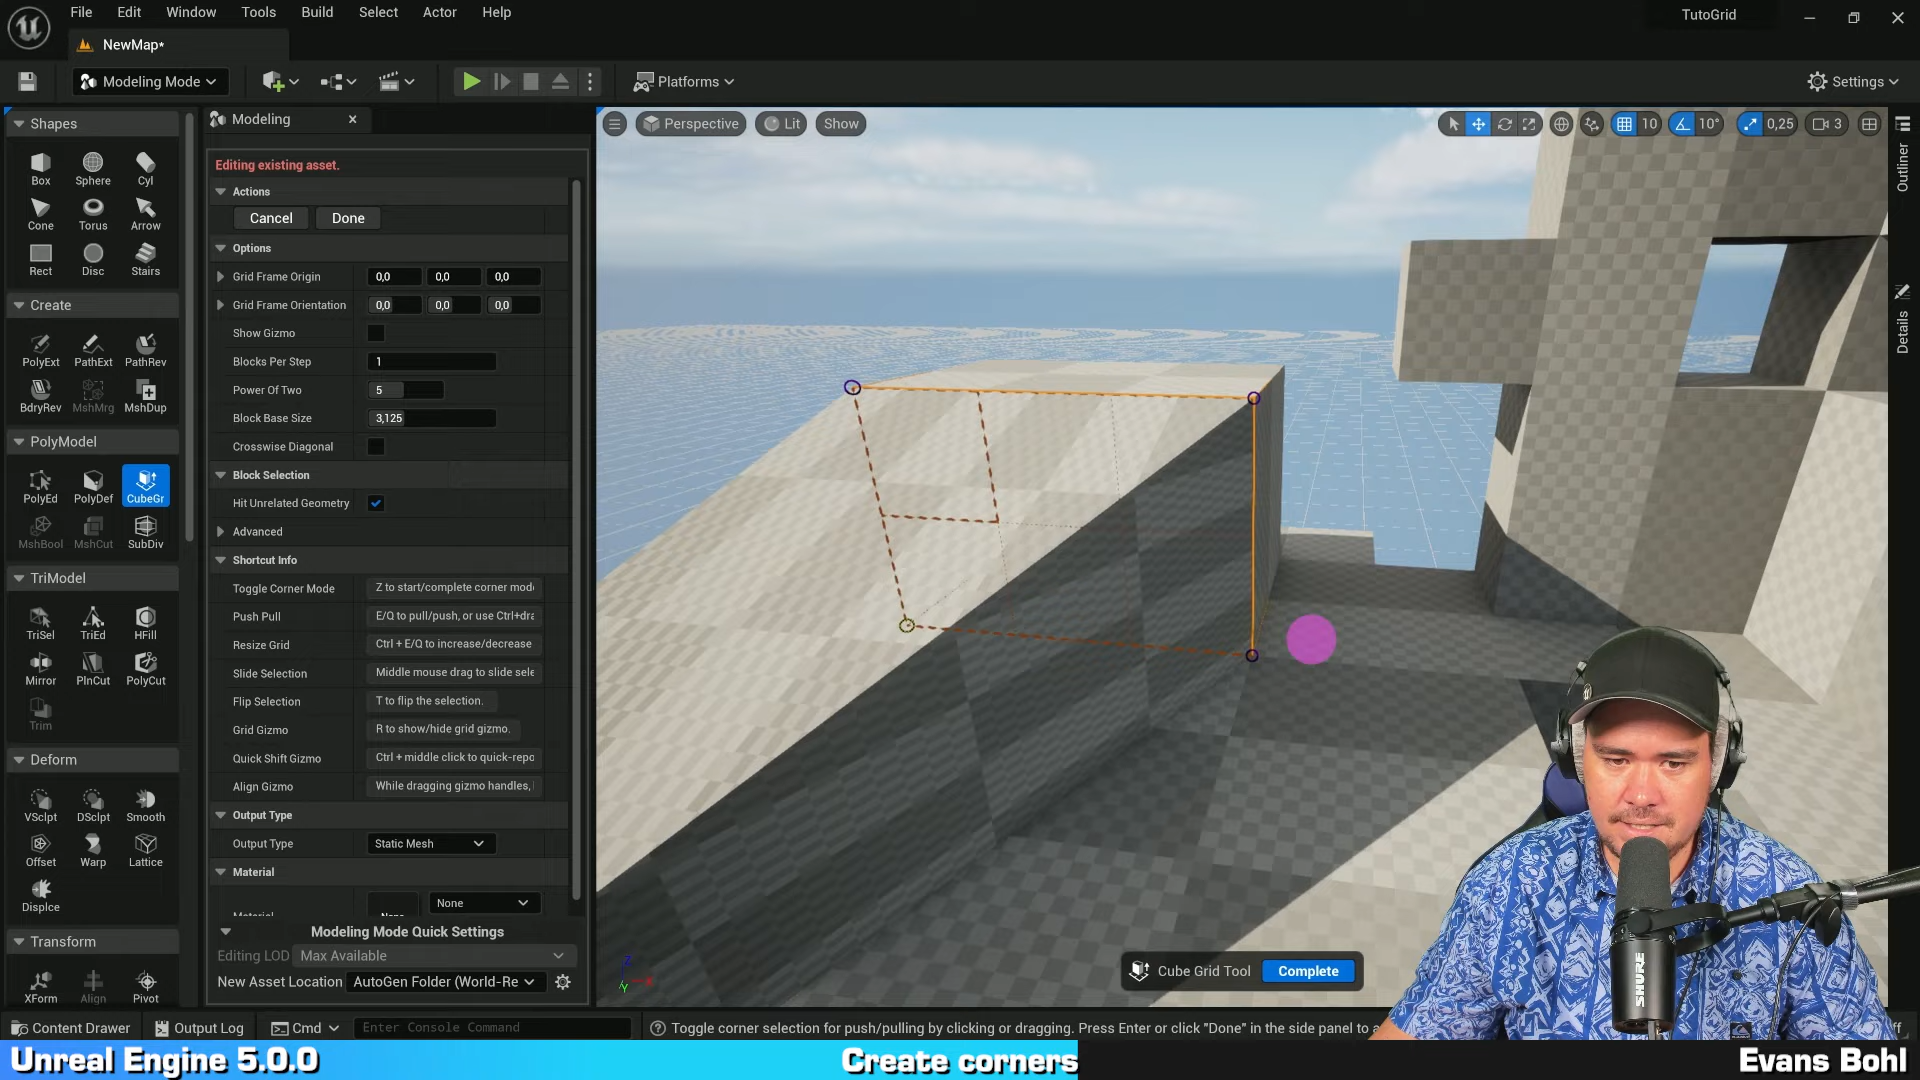 File Edit View Window Tools Build Select Actor Help
TutoGrid
NewMap*
Modeling Mode
Platforms
Settings
Shapes
Box Sphere Cyl
Cone Torus Arrow
Rect Disc Stairs
Create
PolyExt PathExt PathRev
BdryRev MshMrg MshDup
PolyModel
PolyEd PolyDef CubeGr
MshBool MshCut SubDiv
TriModel
TriSel TriEd HFill
Mirror PlnCut PolyCut
Trim
Deform
VSclpt DSclpt Smooth
Offset Warp Lattice
Displce
Transform
XForm Align Pivot
Modeling
Editing existing asset.
Actions
Cancel Done
Options
Grid Frame Origin 0,0 0,0 0,0
Grid Frame Orientation 0,0 0,0 0,0
Show Gizmo
Blocks Per Step 1
Power Of Two 5
Block Base Size 3,125
Crosswise Diagonal
Block Selection
Hit Unrelated Geometry
Advanced
Shortcut Info
Toggle Corner Mode Z to start/complete corner mod
Push Pull E/Q to pull/push, or use Ctrl+dra
Resize Grid Ctrl + E/Q to increase/decrease
Slide Selection Middle mouse drag to slide sele
Flip Selection T to flip the selection.
Grid Gizmo R to show/hide grid gizmo.
Quick Shift Gizmo Ctrl + middle click to quick-repo
Align Gizmo While dragging gizmo handles,
Output Type
Output Type Static Mesh
Material
None
Modeling Mode Quick Settings
Editing LOD Max Available
New Asset Location AutoGen Folder (World-Re
Perspective Lit Show
10 10° 0,25 3
Outliner
Details
Z X Y
Cube Grid Tool Complete
SHURE
Content Drawer Output Log Cmd Enter Console Command
Toggle corner selection for push/pulling by clicking or dragging. Press Enter or click "Done" in the side panel to a
Unreal Engine 5.0.0
Create corners
Evans Bohl